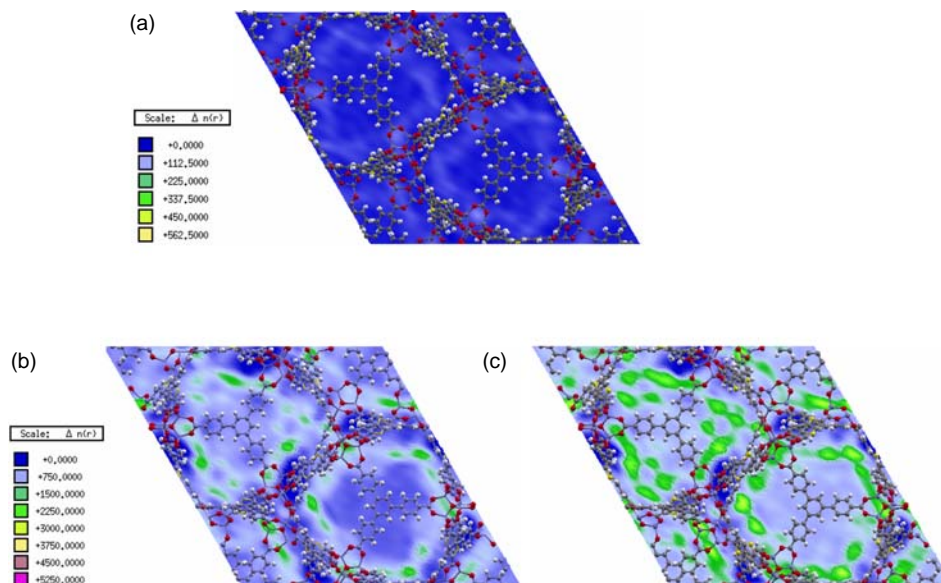 (a)
Scale: Δ n(r)
+0.0000
+112.5000
+225.0000
+337.5000
+450.0000
+562.5000
(b)
(c)
Scale: Δ n(r)
+0.0000
+750.0000
+1500.0000
+2250.0000
+3000.0000
+3750.0000
+4500.0000
+5250.0000